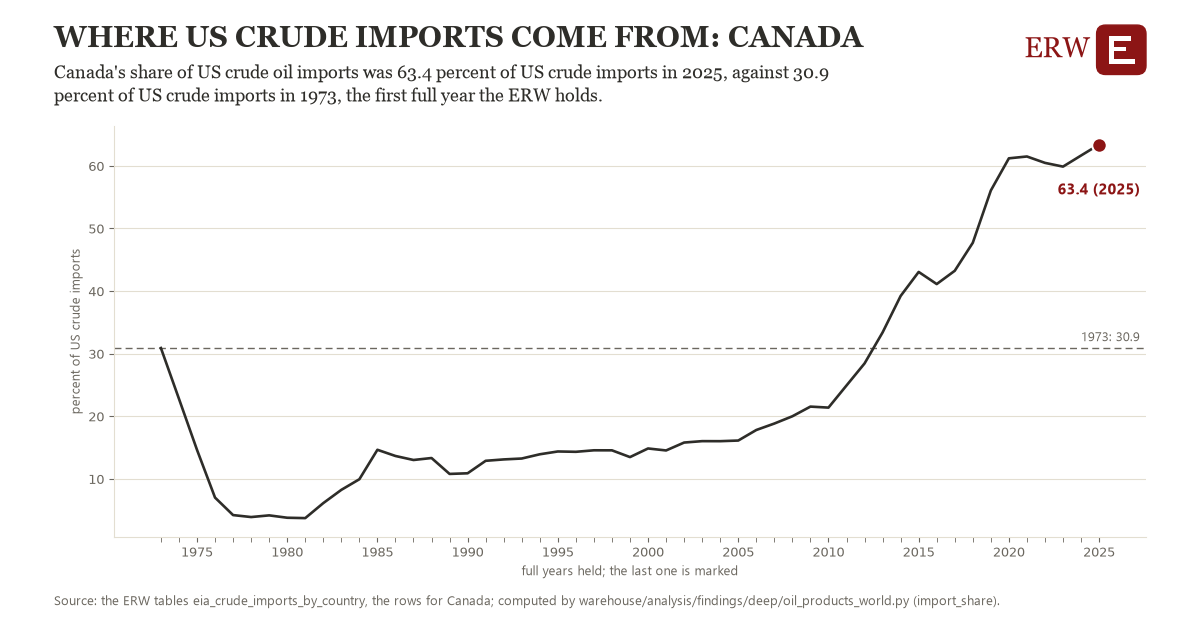 WHERE US CRUDE IMPORTS COME FROM: CANADA
ERW E
Canada's share of US crude oil imports was 63.4 percent of US crude imports in 2025, against 30.9
percent of US crude imports in 1973, the first full year the ERW holds.
percent of US crude imports
60
50
40
30
20
10
63.4 (2025)
1973: 30.9
1975 1980 1985 1990 1995 2000 2005 2010 2015 2020 2025
full years held; the last one is marked
Source: the ERW tables eia_crude_imports_by_country, the rows for Canada; computed by warehouse/analysis/findings/deep/oil_products_world.py (import_share).